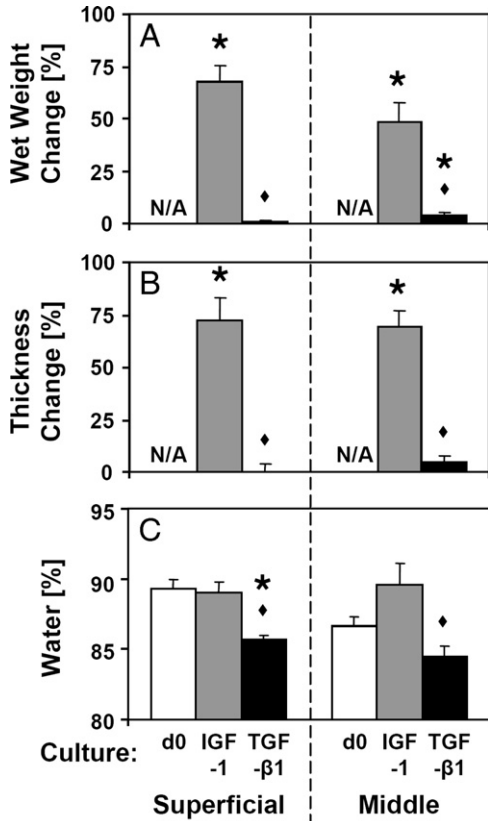 A
Wet Weight
Change [%]
100
75
50
25
0
N/A
*
♦
N/A
*
*
♦
B
Thickness
Change [%]
100
75
50
25
0
N/A
*
♦
N/A
*
♦
C
Water [%]
95
90
85
80
*
♦
♦
Culture: d0 IGF TGF d0 IGF TGF
-1 -β1 -1 -β1
Superficial Middle